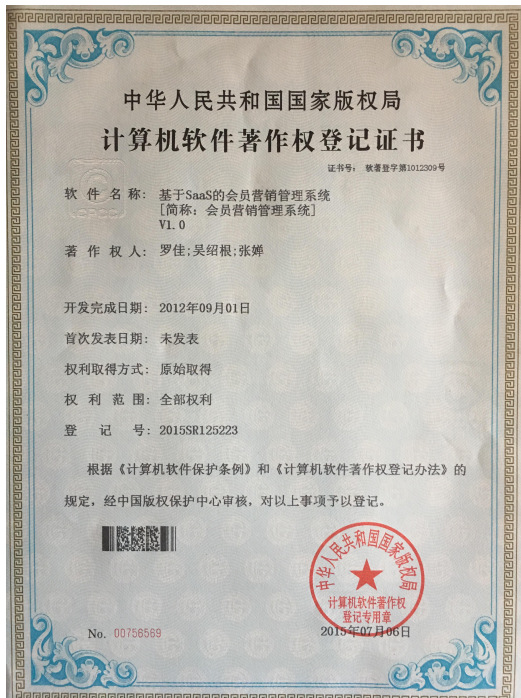 中华人民共和国国家版权局
计算机软件著作权登记证书
证书号： 软著登字第1012309号
软件名称： 基于SaaS的会员营销管理系统
[简称：会员营销管理系统]
V1.0
著作权人： 罗佳;吴绍根;张婵
开发完成日期： 2012年09月01日
首次发表日期： 未发表
权利取得方式： 原始取得
权利范围： 全部权利
登记号： 2015SR125223
根据《计算机软件保护条例》和《计算机软件著作权登记办法》的
规定，经中国版权保护中心审核，对以上事项予以登记。
中华人民共和国国家版权局
计算机软件著作权
登记专用章
No. 00756569
2015年07月06日